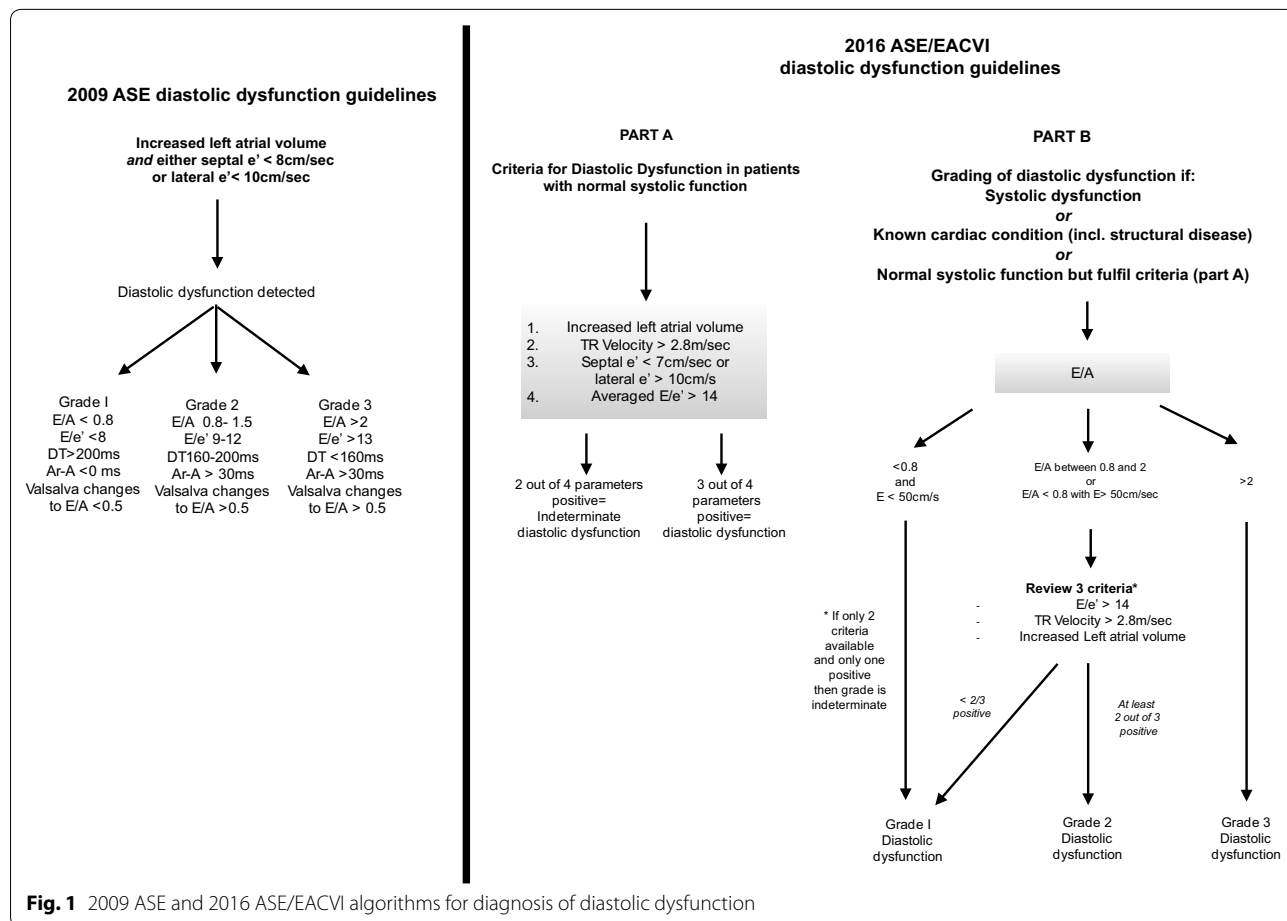 2009 ASE diastolic dysfunction guidelines
Increased left atrial volume
and either septal e' < 8cm/sec
or lateral e'< 10cm/sec
Diastolic dysfunction detected
Grade I
E/A < 0.8
E/e' <8
DT>200ms
Ar-A <0 ms
Valsalva changes
to E/A <0.5
Grade 2
E/A 0.8- 1.5
E/e' 9-12
DT160-200ms
Ar-A > 30ms
Valsalva changes
to E/A >0.5
Grade 3
E/A >2
E/e' >13
DT <160ms
Ar-A >30ms
Valsalva changes
to E/A > 0.5
2016 ASE/EACVI
diastolic dysfunction guidelines
PART A
Criteria for Diastolic Dysfunction in patients
with normal systolic function
1. Increased left atrial volume
2. TR Velocity > 2.8m/sec
3. Septal e' < 7cm/sec or
lateral e' > 10cm/s
4. Averaged E/e' > 14
2 out of 4 parameters
positive=
Indeterminate
diastolic dysfunction
3 out of 4
parameters
positive=
diastolic dysfunction
PART B
Grading of diastolic dysfunction if:
Systolic dysfunction
or
Known cardiac condition (incl. structural disease)
or
Normal systolic function but fulfil criteria (part A)
E/A
<0.8
and
E < 50cm/s
E/A between 0.8 and 2
or
E/A < 0.8 with E> 50cm/sec
>2
Review 3 criteria*
- E/e' > 14
- TR Velocity > 2.8m/sec
- Increased Left atrial volume
* If only 2
criteria
available
and only one
positive
then grade is
indeterminate
< 2/3
positive
At least
2 out of 3
positive
Grade I
Diastolic
dysfunction
Grade 2
Diastolic
dysfunction
Grade 3
Diastolic
dysfunction
Fig. 1 2009 ASE and 2016 ASE/EACVI algorithms for diagnosis of diastolic dysfunction